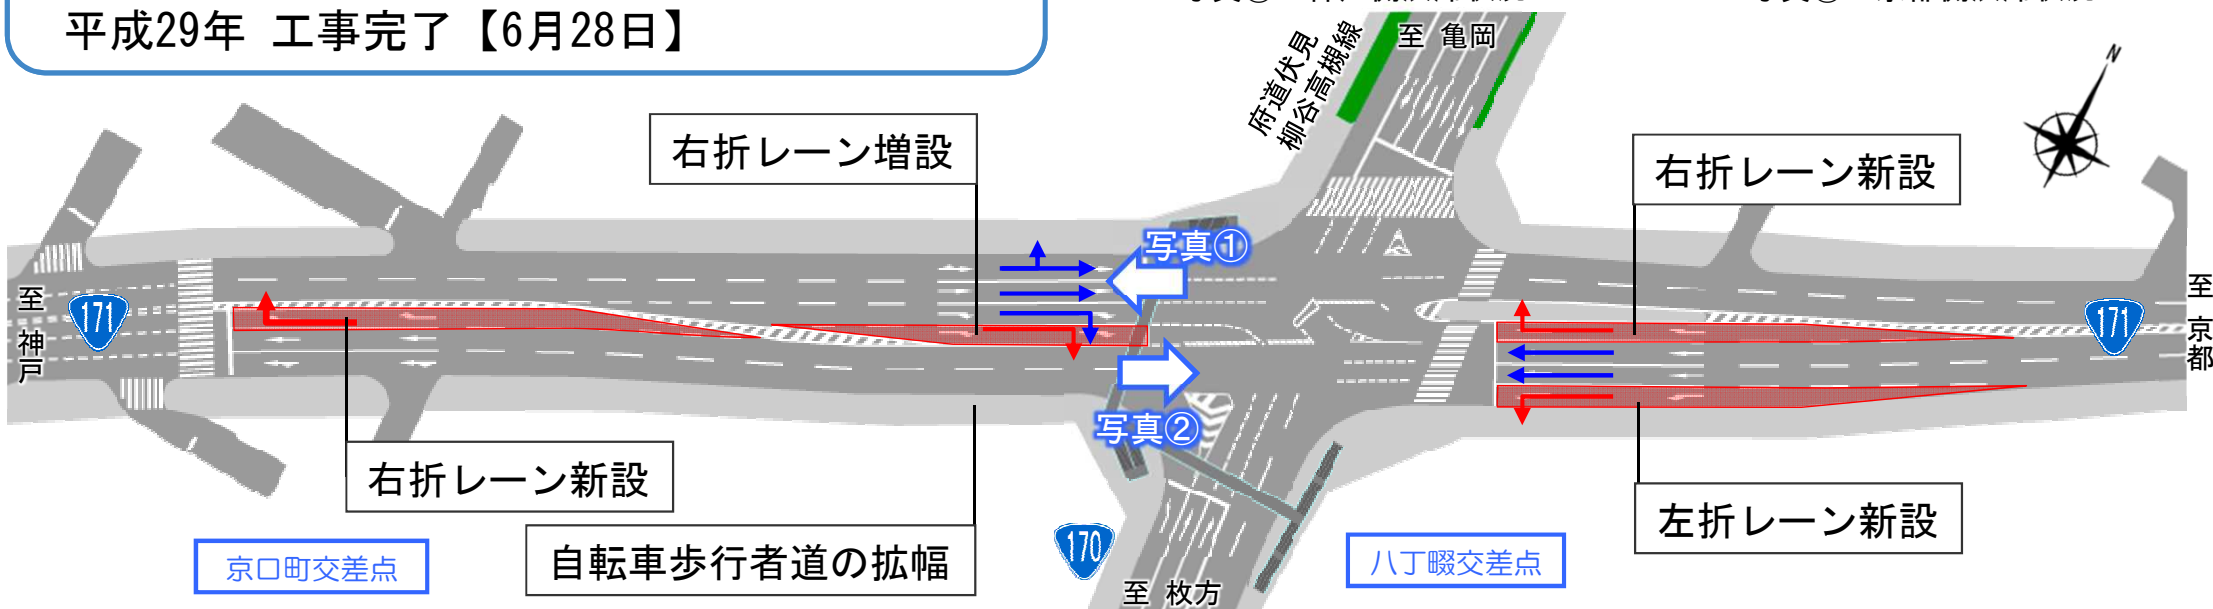 平成29年 工事完了【6月28日】
至 亀岡
府道伏見
柳谷高槻線
右折レーン増設
右折レーン新設
写真①
至 神戸
171
171
至 京都
写真②
右折レーン新設
左折レーン新設
自転車歩行者道の拡幅
170
京口町交差点
八丁畷交差点
至 枚方
N